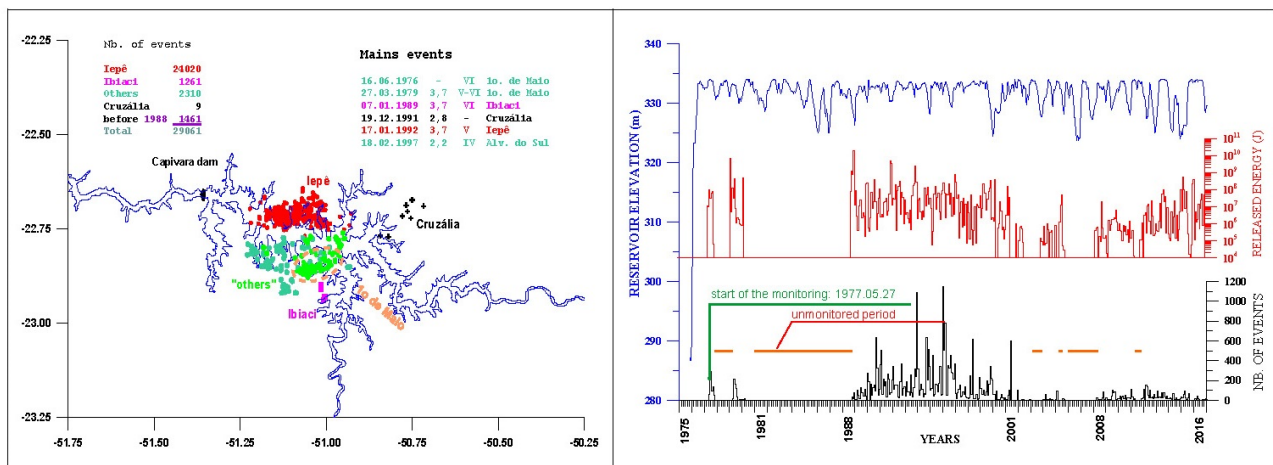 -22.25
-22.50
-22.75
-23.00
-23.25
-51.75 -51.50 -51.25 -51.00 -50.75 -50.50 -50.25
Nb. of events
Iepê 24020
Ibiaci 1261
Others 2310
Cruzália 9
before 1988 1461
Total 29061
Mains events
16.06.1976 - VI 1o. de Maio
27.03.1979 3,7 V-VI 1o. de Maio
07.01.1989 3,7 VI Ibiaci
19.12.1991 2,8 - Cruzália
17.01.1992 3,7 V Iepê
18.02.1997 2,2 IV Alv. do Sul
Capivara dam
Iepê
Cruzália
"others"
Ibiaci
1o de Maio
RESERVOIR ELEVATION (m)
340
330
320
310
300
290
280
RELEASED ENERGY (J)
10¹¹
10¹⁰
10⁹
10⁸
10⁷
10⁶
10⁵
10⁴
start of the monitoring: 1977.05.27
unmonitored period
NB. OF EVENTS
1200
1000
800
600
400
200
0
1975 1981 1988 2001 2008 2016
YEARS